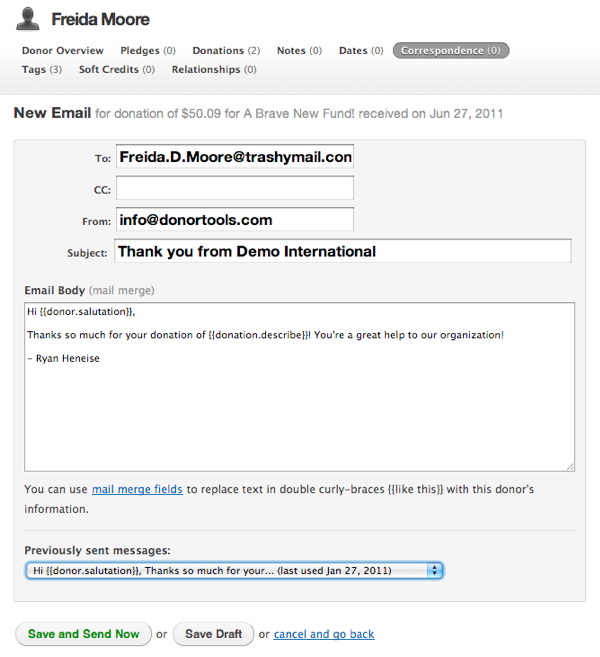 Freida Moore
Donor Overview Pledges (0) Donations (2) Notes (0) Dates (0) Correspondence (0)
Tags (3) Soft Credits (0) Relationships (0)
New Email for donation of $50.09 for A Brave New Fund! received on Jun 27, 2011
To: Freida.D.Moore@trashymail.con
CC:
From: info@donortools.com
Subject: Thank you from Demo International
Email Body (mail merge)
Hi {{donor.salutation}},
Thanks so much for your donation of {{donation.describe}}! You're a great help to our organization!
- Ryan Heneise
You can use mail merge fields to replace text in double curly-braces {{like this}} with this donor's
information.
Previously sent messages:
Hi {{donor.salutation}}, Thanks so much for your... (last used Jan 27, 2011)
Save and Send Now or Save Draft or cancel and go back